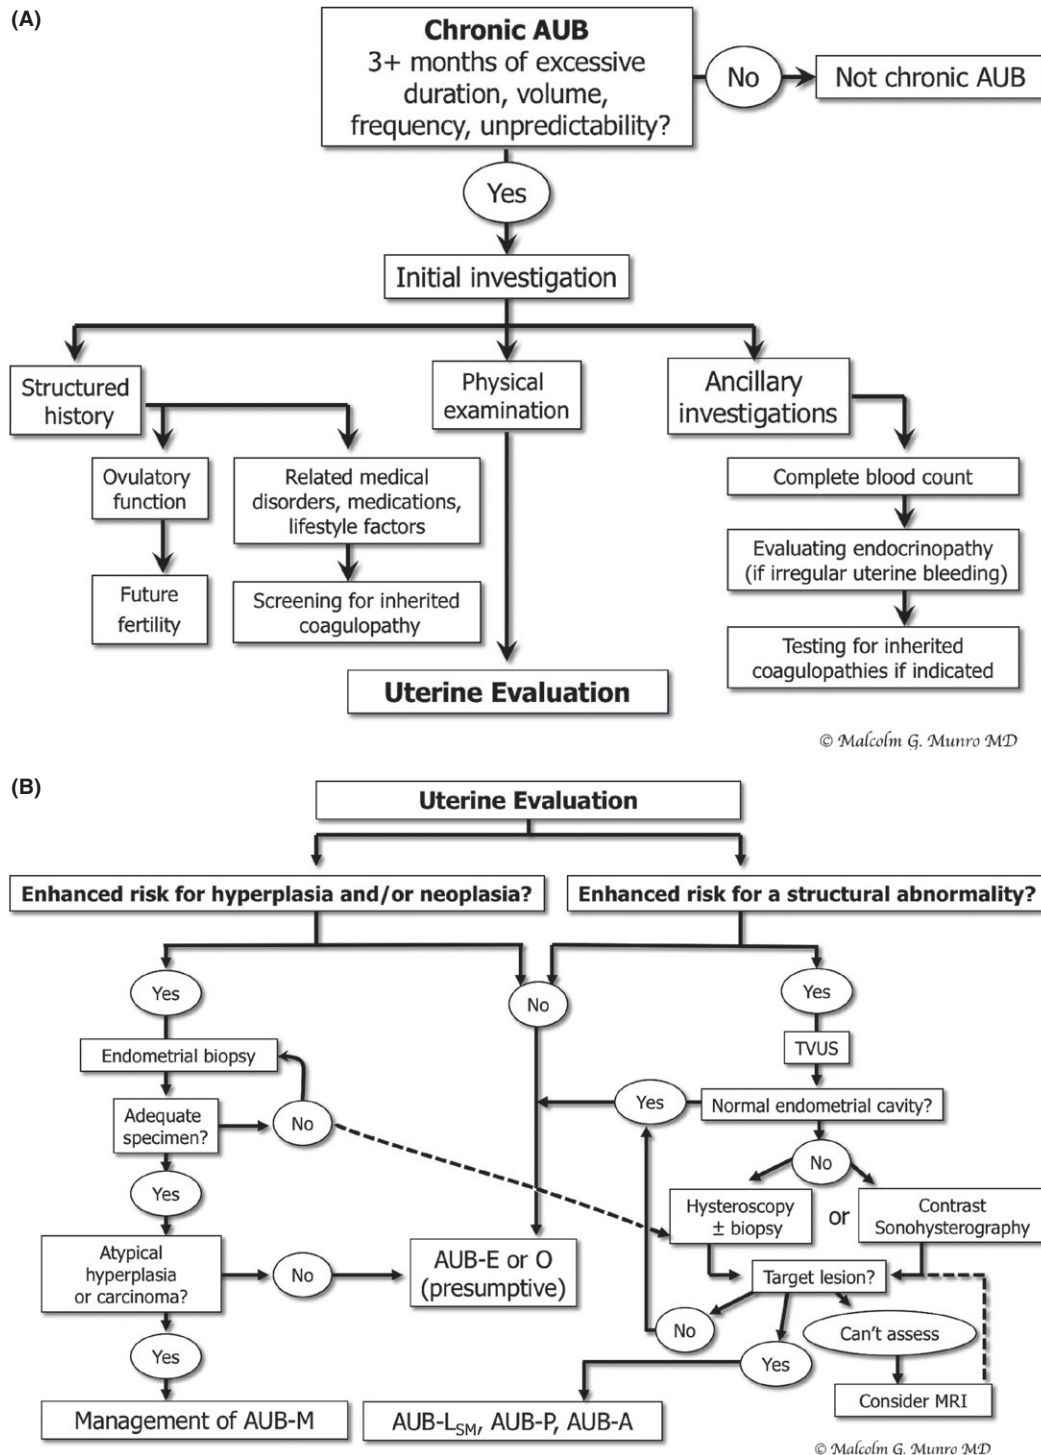 (A)
Chronic AUB
3+ months of excessive
duration, volume,
frequency, unpredictability?
No
Not chronic AUB
Yes
Initial investigation
Structured
history
Physical
examination
Ancillary
investigations
Ovulatory
function
Related medical
disorders, medications,
lifestyle factors
Complete blood count
Future
fertility
Screening for inherited
coagulopathy
Evaluating endocrinopathy
(if irregular uterine bleeding)
Testing for inherited
coagulopathies if indicated
Uterine Evaluation
© Malcolm G. Munro MD
(B)
Uterine Evaluation
Enhanced risk for hyperplasia and/or neoplasia?
Enhanced risk for a structural abnormality?
Yes
No
Yes
Endometrial biopsy
TVUS
Adequate
specimen?
No
Yes
Normal endometrial cavity?
Yes
No
Hysteroscopy
± biopsy
or
Contrast
Sonohysterography
Atypical
hyperplasia
or carcinoma?
No
AUB-E or O
(presumptive)
Target lesion?
No
Yes
Can't assess
Yes
Consider MRI
Management of AUB-M
AUB-LSM, AUB-P, AUB-A
© Malcolm G. Munro MD